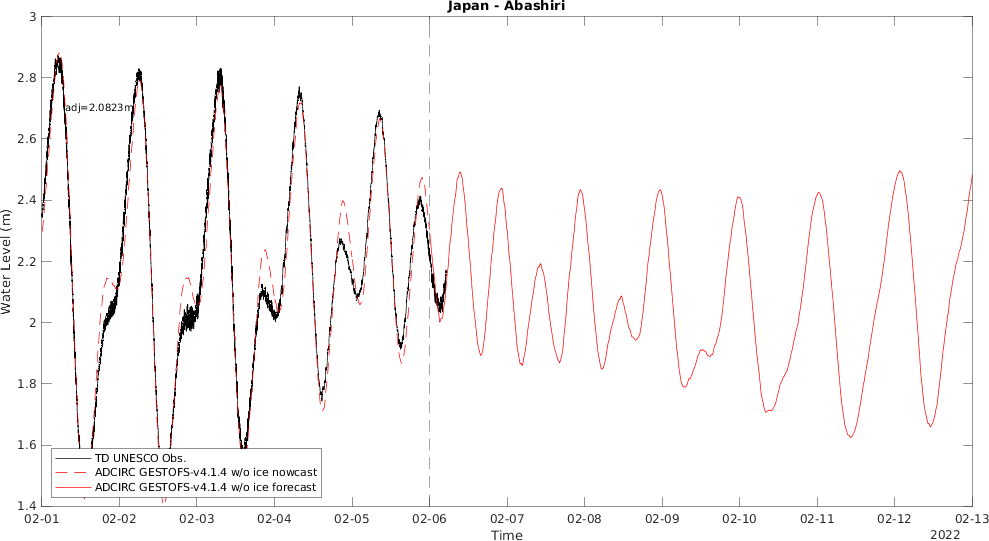 Japan - Abashiri
3
2.8
2.6
2.4
2.2
2
1.8
1.6
1.4
Water Level (m)
adj=2.0823m
TD UNESCO Obs.
ADCIRC GESTOFS-v4.1.4 w/o ice nowcast
ADCIRC GESTOFS-v4.1.4 w/o ice forecast
02-01 02-02 02-03 02-04 02-05 02-06 02-07 02-08 02-09 02-10 02-11 02-12 02-13
Time
2022